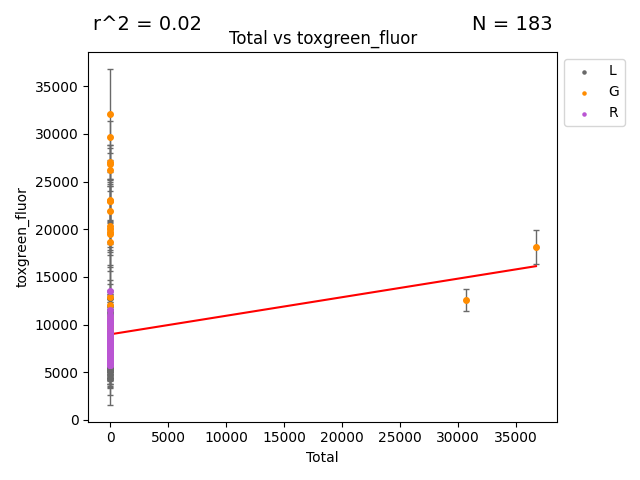 r^2 = 0.02
N = 183
Total vs toxgreen_fluor
L
G
R
35000
30000
25000
20000
15000
10000
5000
0
toxgreen_fluor
0 5000 10000 15000 20000 25000 30000 35000
Total